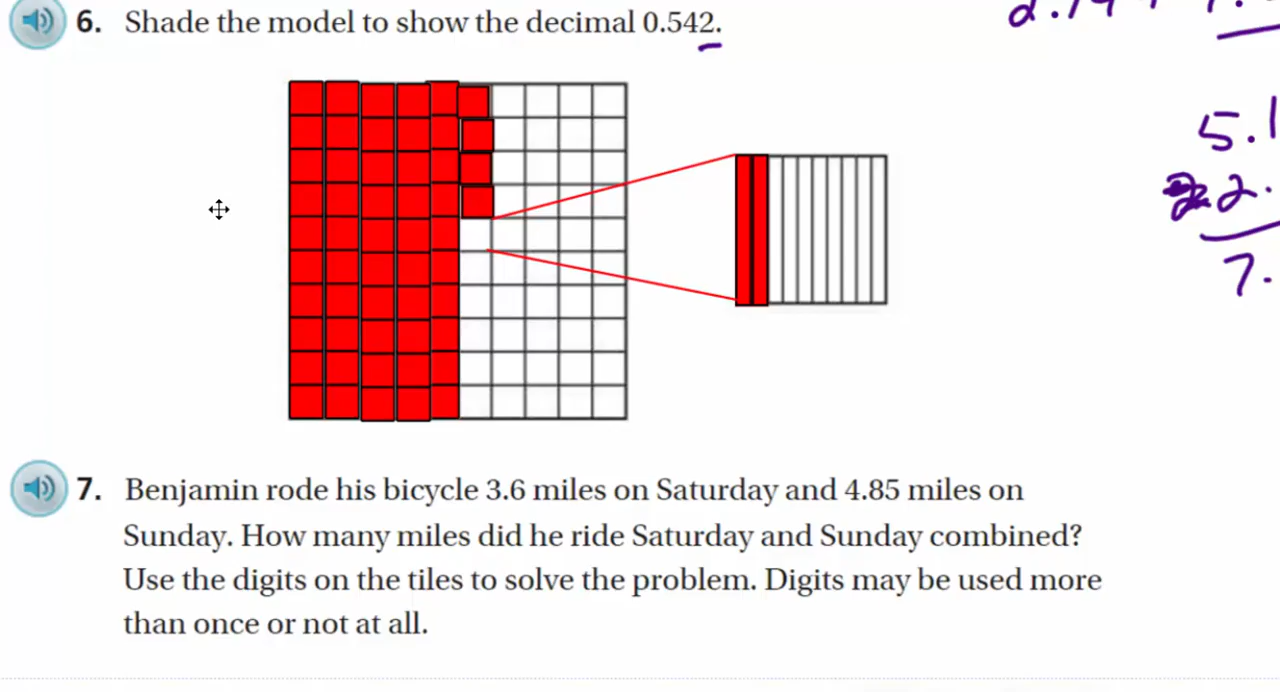 6. Shade the model to show the decimal 0.542.
5.1
2.
7.
7. Benjamin rode his bicycle 3.6 miles on Saturday and 4.85 miles on
Sunday. How many miles did he ride Saturday and Sunday combined?
Use the digits on the tiles to solve the problem. Digits may be used more
than once or not at all.